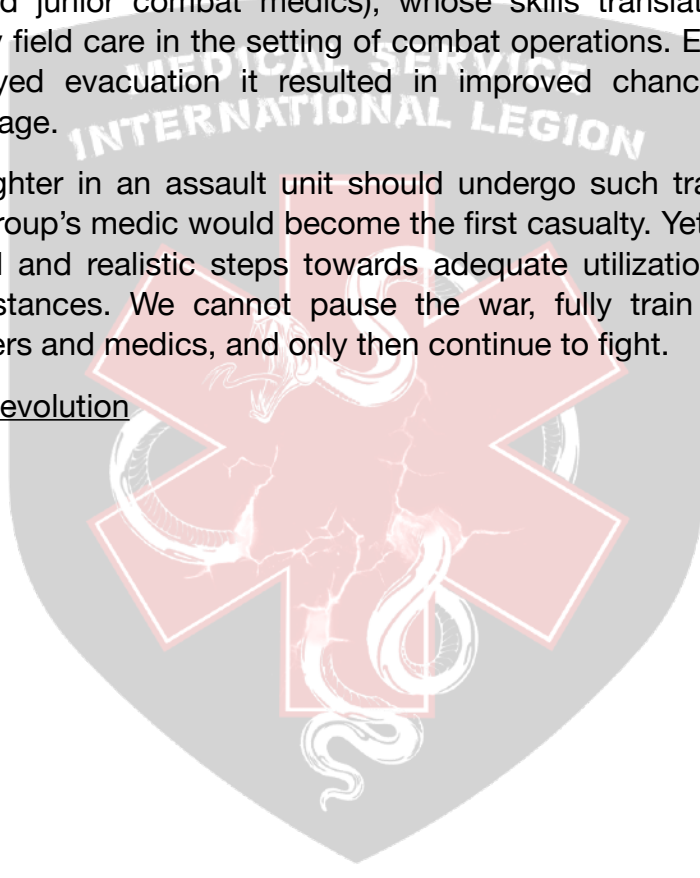 d junior combat medics), whose skills translat
y field care in the setting of combat operations. E
yed evacuation it resulted in improved chanc
age.
MEDICAL SERVICE
INTERNATIONAL LEGION
ghter in an assault unit should undergo such tra
group's medic would become the first casualty. Yet
l and realistic steps towards adequate utilizatio
stances. We cannot pause the war, fully train
ers and medics, and only then continue to fight.
evolution